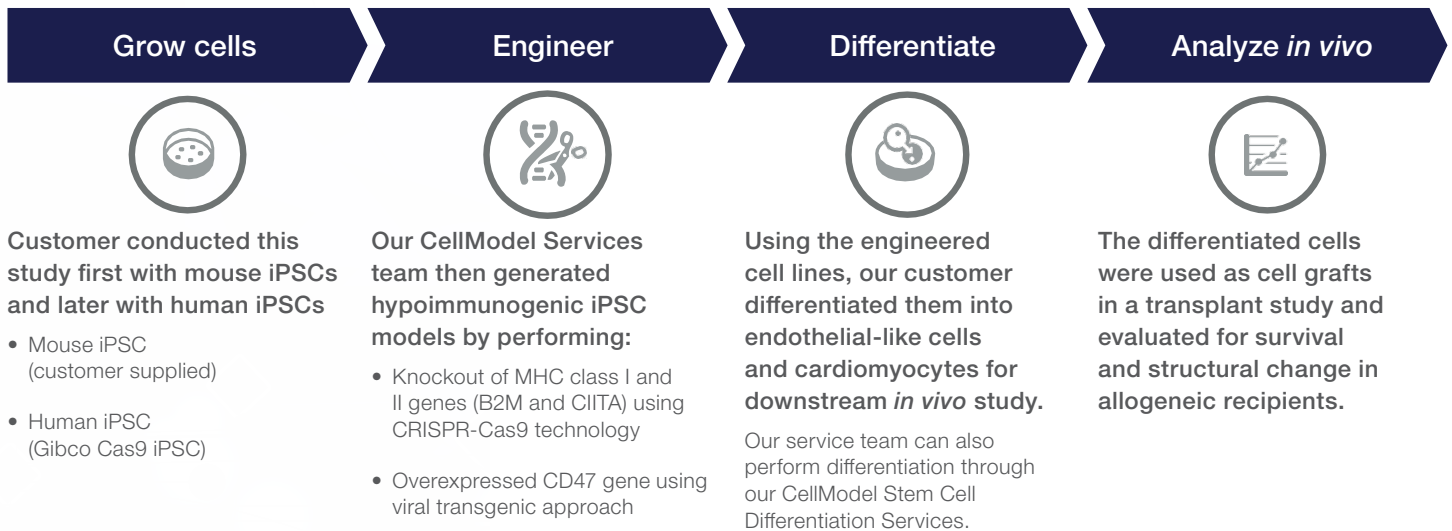 Grow cells
Engineer
Differentiate
Analyze in vivo
Customer conducted this
study first with mouse iPSCs
and later with human iPSCs
• Mouse iPSC
(customer supplied)
• Human iPSC
(Gibco Cas9 iPSC)
Our CellModel Services
team then generated
hypoimmunogenic iPSC
models by performing:
• Knockout of MHC class I and
II genes (B2M and CIITA) using
CRISPR-Cas9 technology
• Overexpressed CD47 gene using
viral transgenic approach
Using the engineered
cell lines, our customer
differentiated them into
endothelial-like cells
and cardiomyocytes for
downstream in vivo study.
Our service team can also
perform differentiation through
our CellModel Stem Cell
Differentiation Services.
The differentiated cells
were used as cell grafts
in a transplant study and
evaluated for survival
and structural change in
allogeneic recipients.